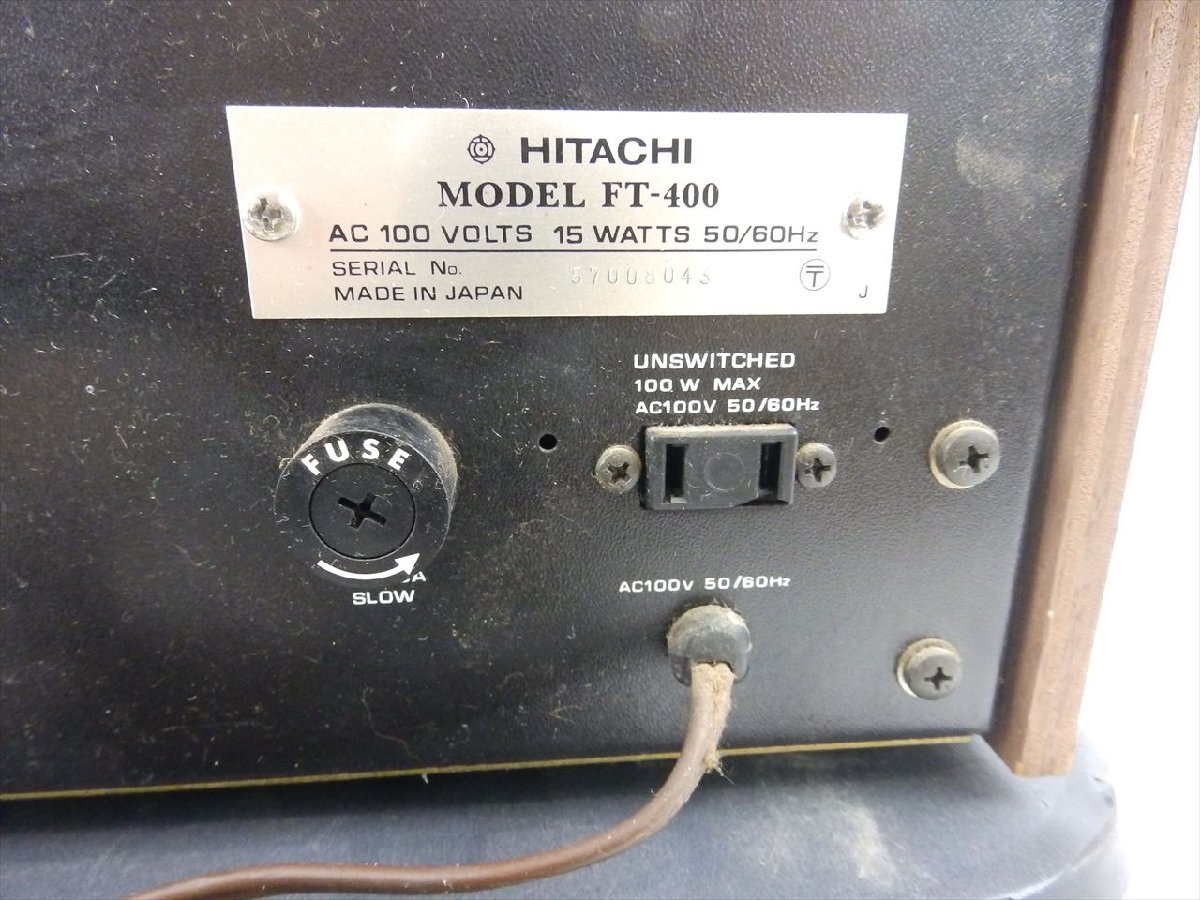 HITACHI
MODEL FT-400
AC 100 VOLTS 15 WATTS 50/60Hz
SERIAL No. 57008043
MADE IN JAPAN
〒
J
UNSWITCHED
100 W MAX
AC100V 50/60Hz
FUSE
SLOW
AC100V 50/60Hz